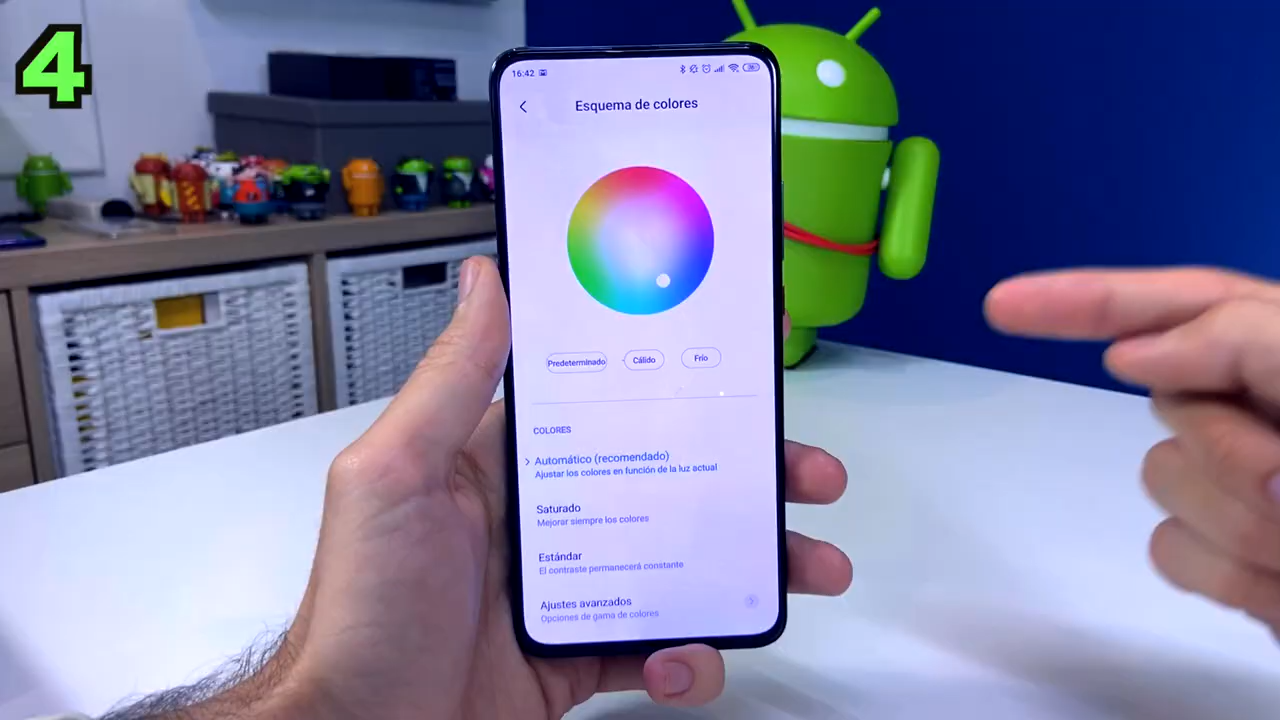 4
16:42
Esquema de colores
Predeterminado Cálido Frío
COLORES
Automático (recomendado)
Ajustar los colores en función de la luz actual
Saturado
Mejorar siempre los colores
Estándar
El contraste permanecerá constante
Ajustes avanzados
Opciones de gama de colores